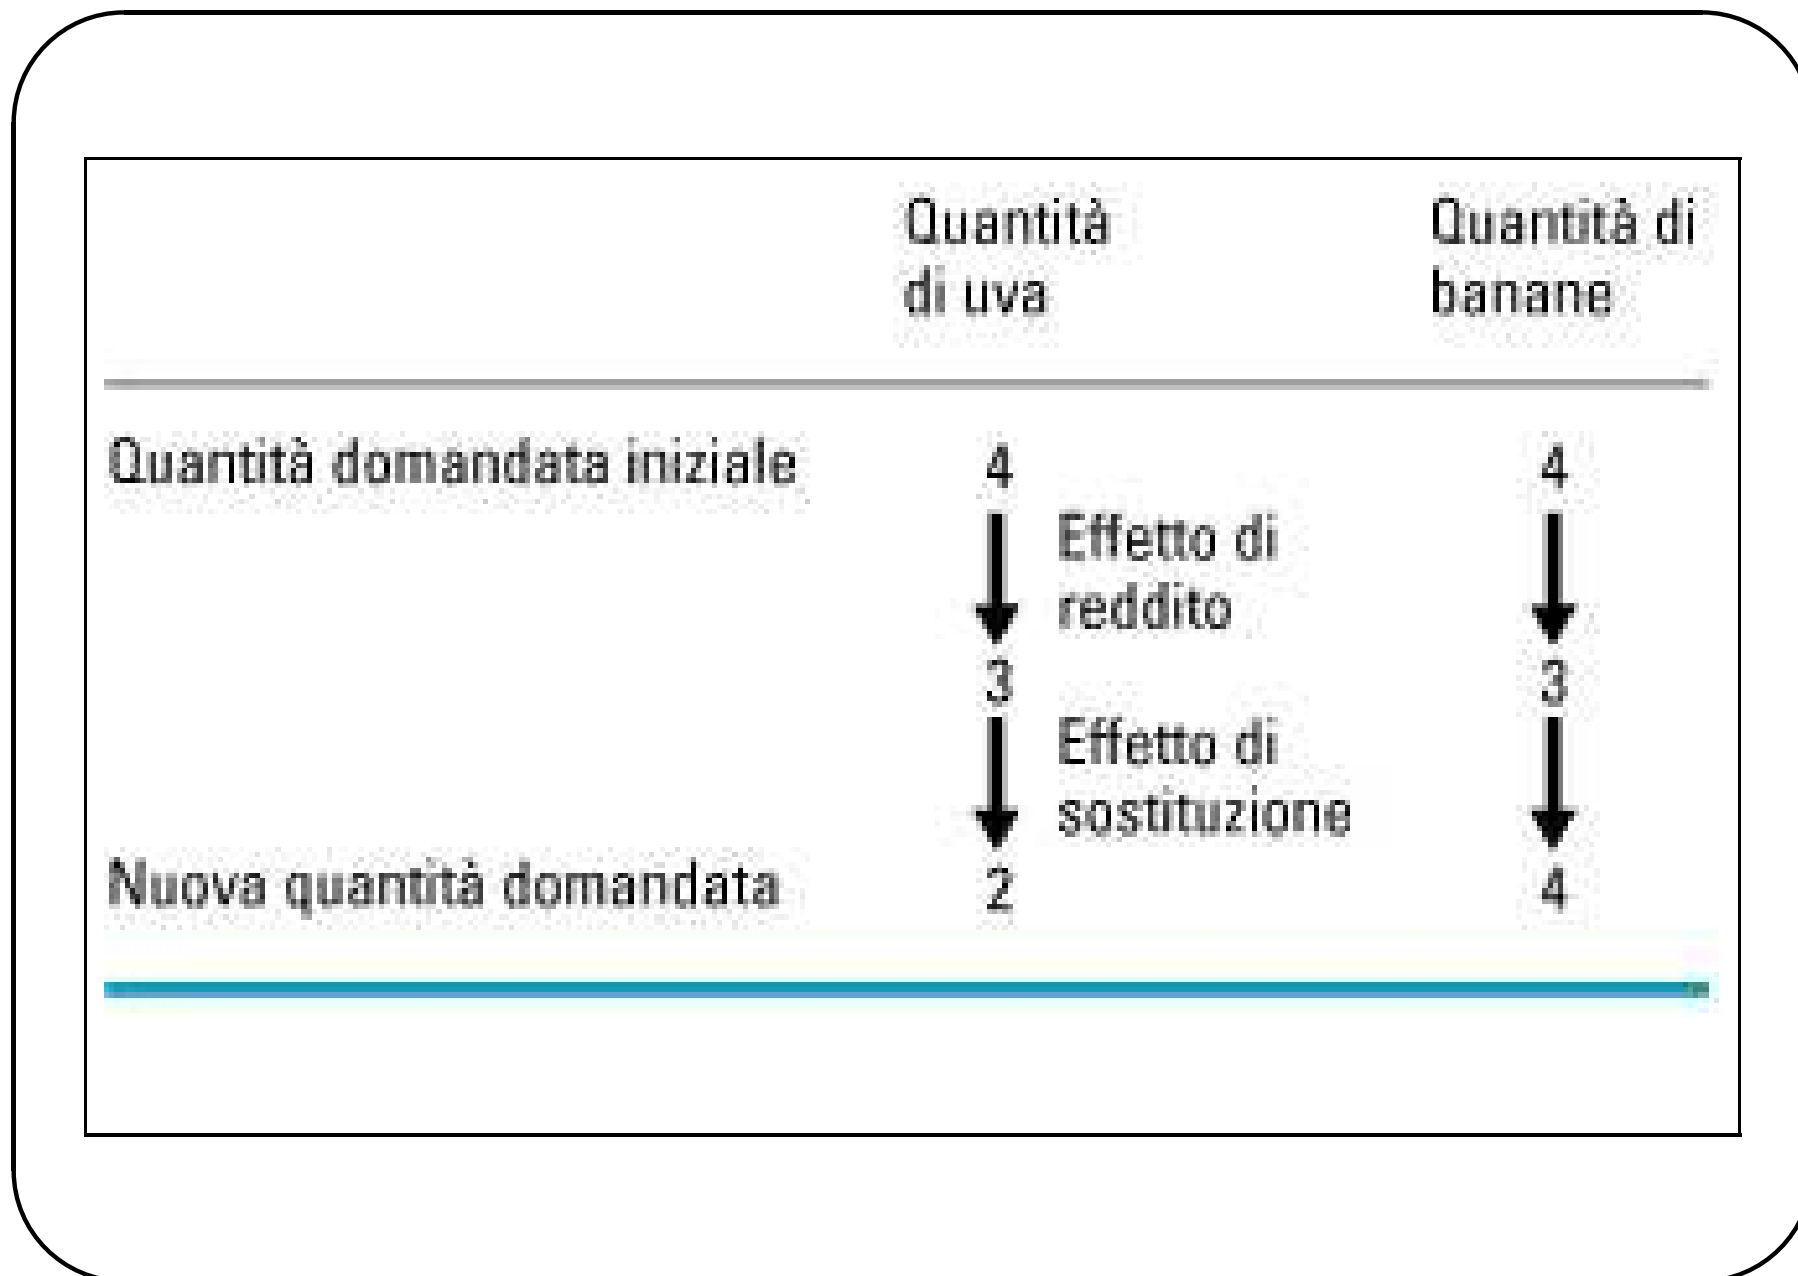 Quantità Quantità di
di uva banane
Quantità domandata iniziale 4 4
Effetto di
reddito
3 3
Effetto di
sostituzione
Nuova quantità domandata 2 4